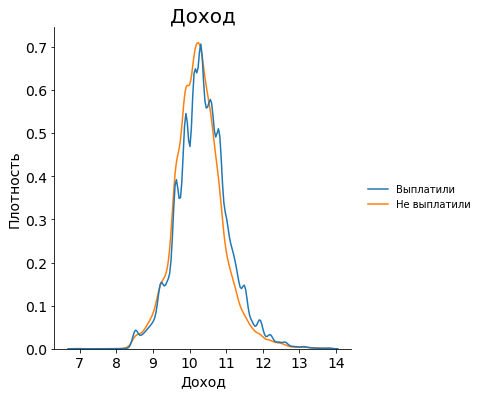 Доход
0.7
0.6
0.5
0.4
0.3
0.2
0.1
0.0
Плотность
7 8 9 10 11 12 13 14
Доход
Выплатили
Не выплатили